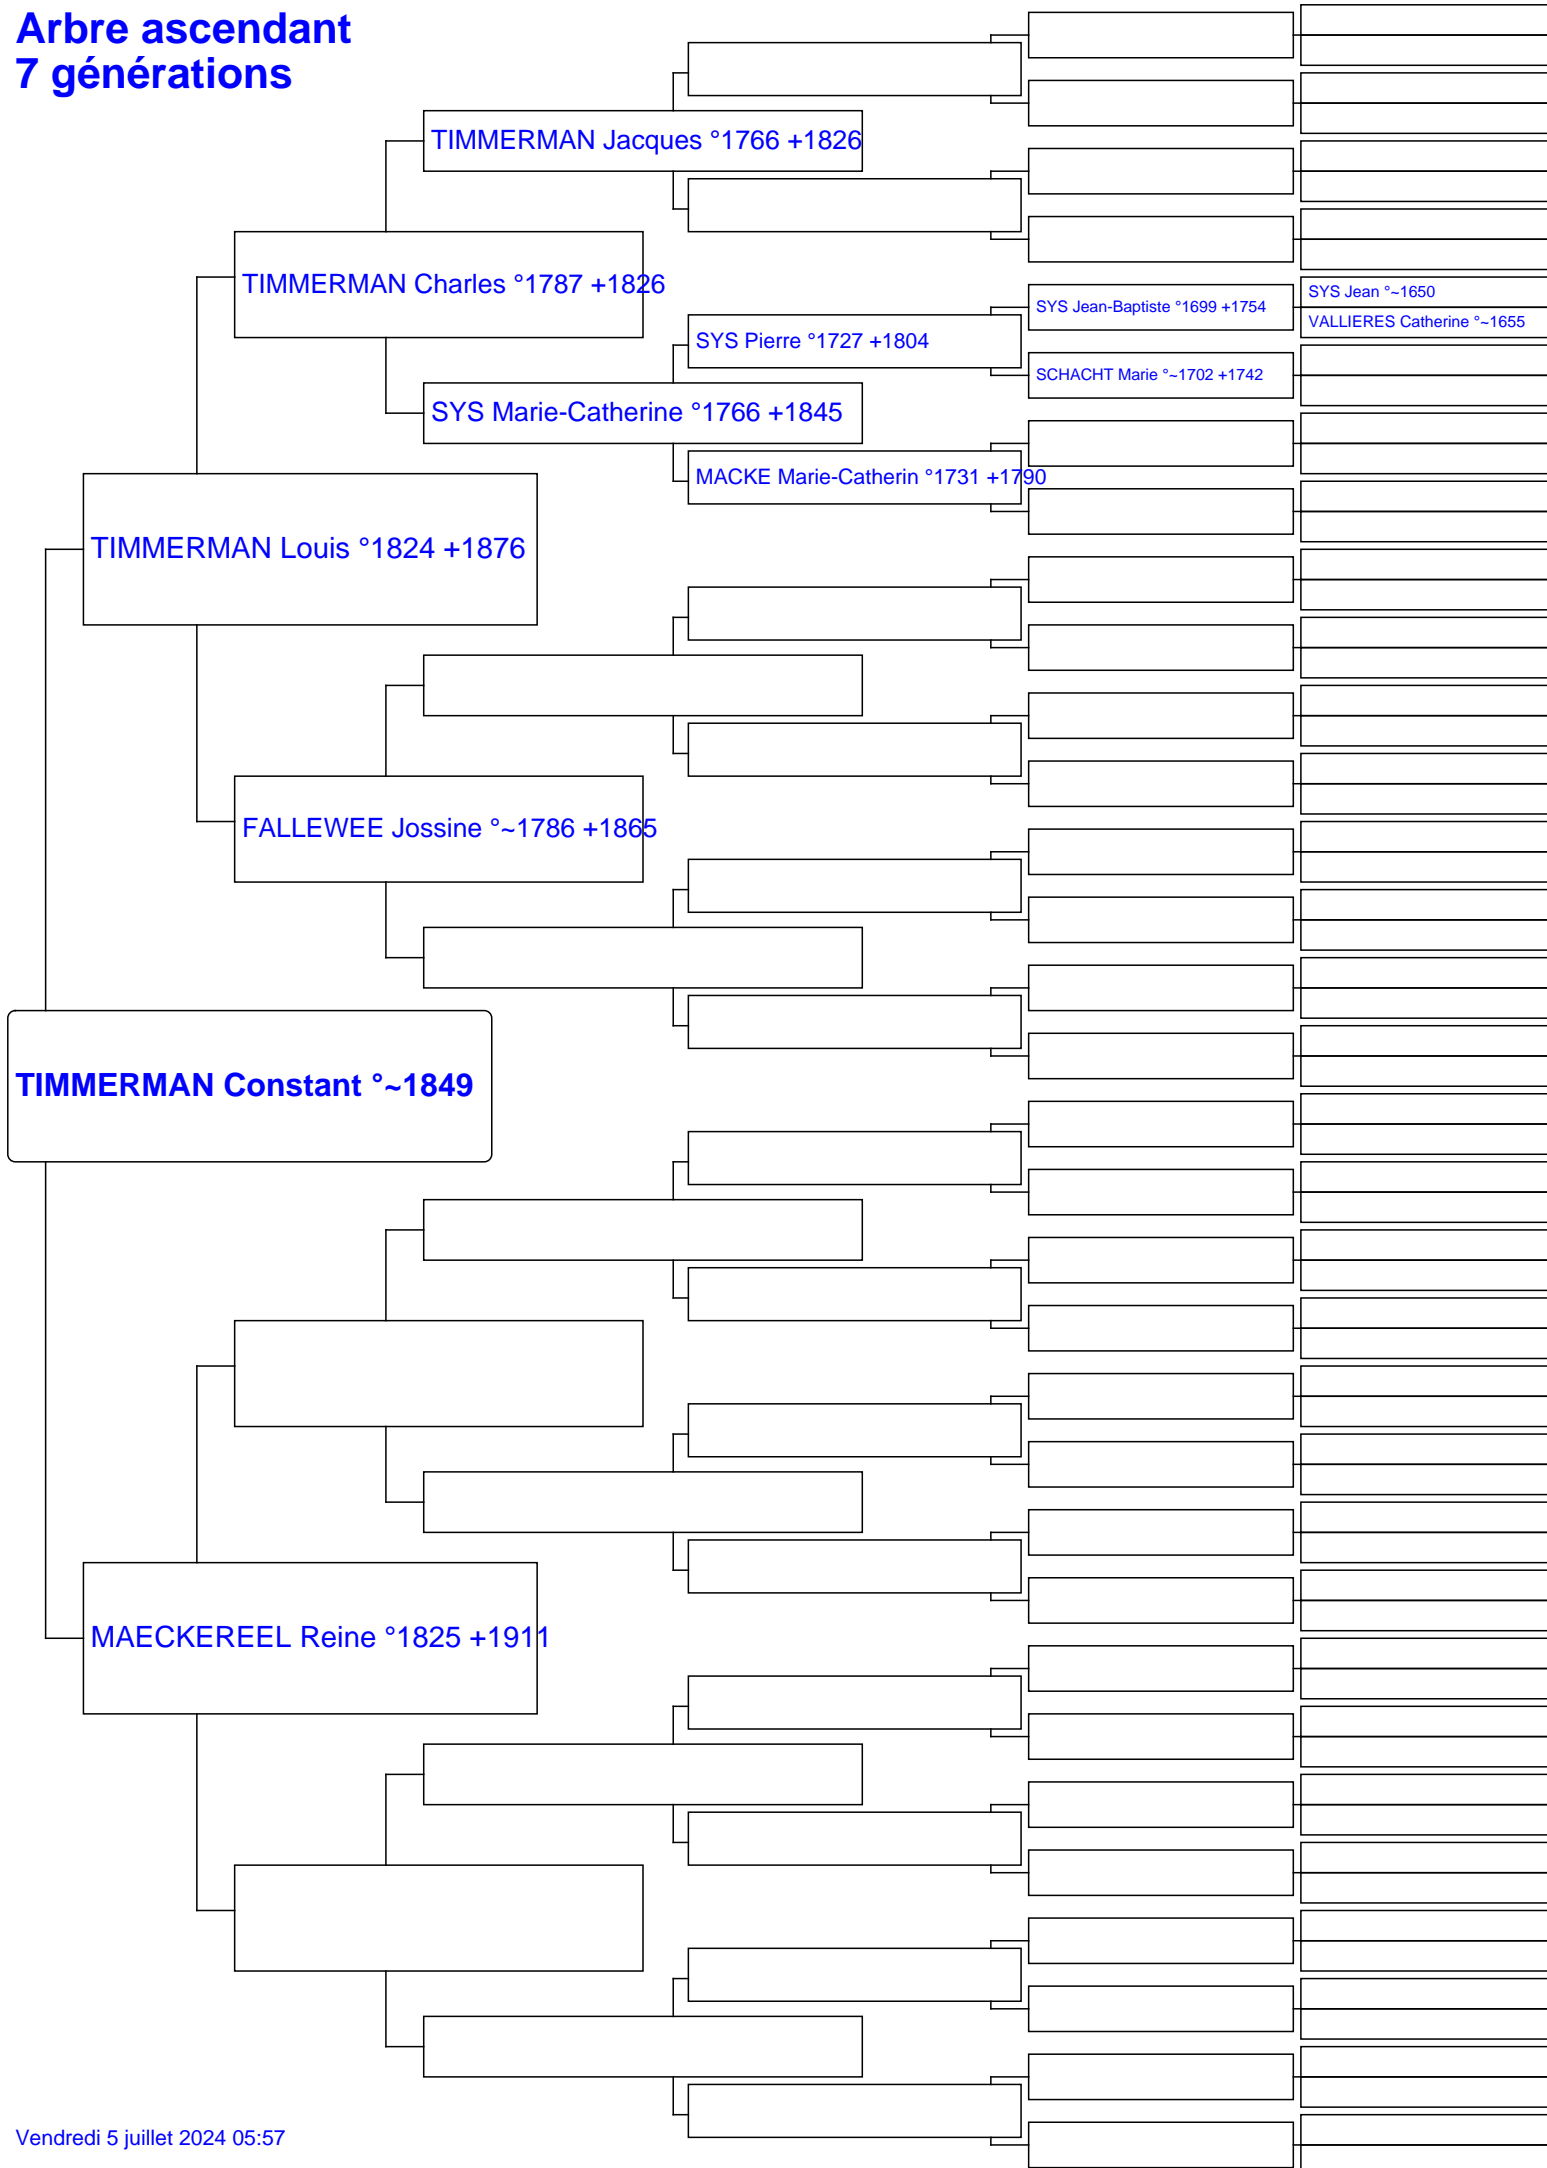 Arbre ascendant
7 générations
TIMMERMAN Jacques °1766 +1826
TIMMERMAN Charles °1787 +1826
SYS Jean-Baptiste °1699 +1754
SYS Jean °~1650
VALLIERES Catherine °~1655
SYS Pierre °1727 +1804
SCHACHT Marie °~1702 +1742
SYS Marie-Catherine °1766 +1845
MACKE Marie-Catherin °1731 +1790
TIMMERMAN Louis °1824 +1876
FALLEWEE Jossine °~1786 +1865
TIMMERMAN Constant °~1849
MAECKEREEL Reine °1825 +1911
Vendredi 5 juillet 2024 05:57